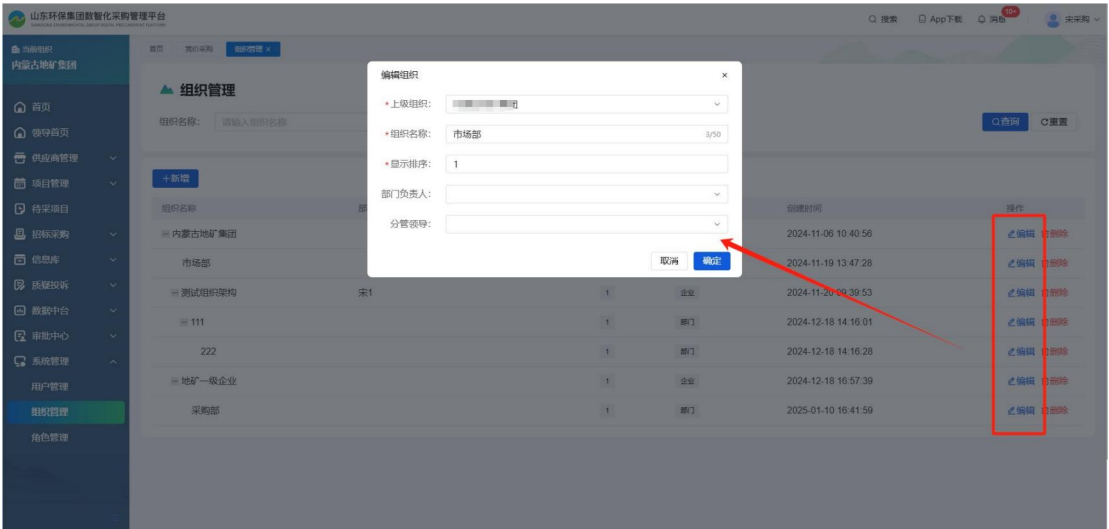 山东环保集团数智化采购管理平台
搜索 App下载 消息 10+ 宋采购
当前组织
内蒙古地矿集团
首页 竞价采购 组织管理 ×
首页
领导首页
供应商管理
项目管理
待采项目
招标采购
信息库
质疑投诉
数据中台
审批中心
系统管理
用户管理
组织管理
角色管理
组织管理
组织名称: 请输入组织名称 查询 重置
+新增
组织名称 创建时间 操作
内蒙古地矿集团 2024-11-06 10:40:56 编辑 删除
市场部 2024-11-19 13:47:28 编辑 删除
测试组织架构 宋1 1 企业 2024-11-20 09:39:53 编辑 删除
111 1 部门 2024-12-18 14:16:01 编辑 删除
222 1 部门 2024-12-18 14:16:28 编辑 删除
地矿一级企业 1 企业 2024-12-18 16:57:39 编辑 删除
采购部 1 部门 2025-01-10 16:41:59 编辑 删除
编辑组织 ×
*上级组织:
*组织名称: 市场部 3/50
*显示排序: 1
部门负责人:
分管领导:
取消 确定